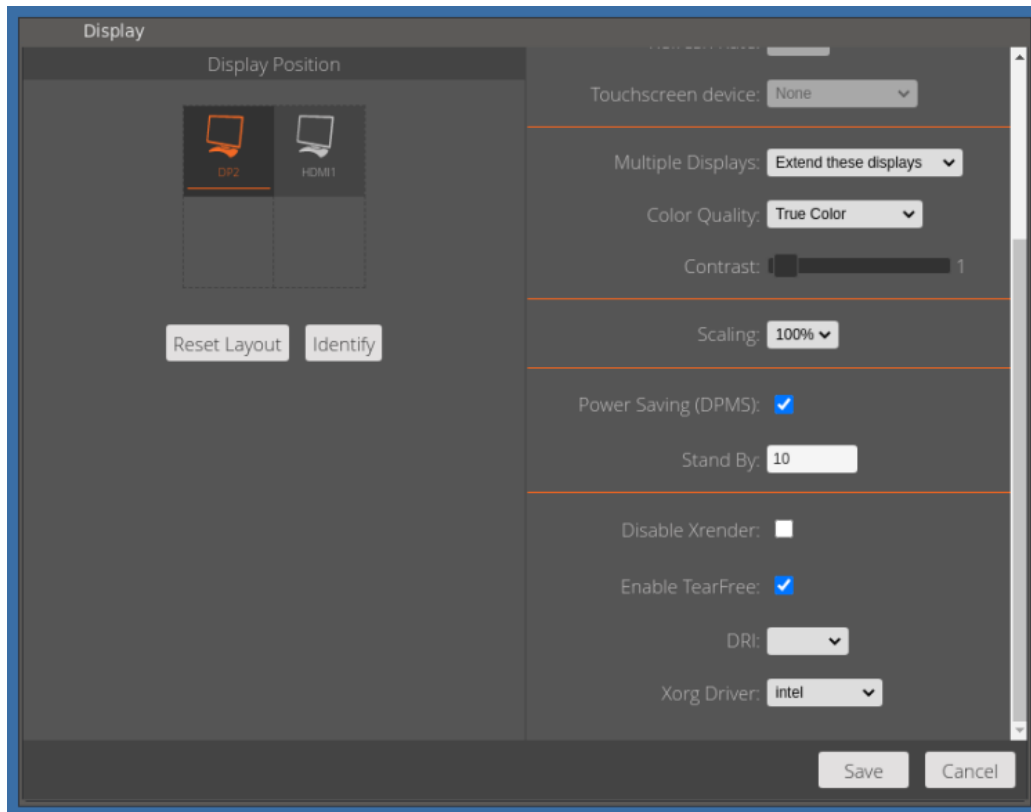 Display
Display Position
DP2
HDMI1
Reset Layout
Identify
Touchscreen device: None
Multiple Displays: Extend these displays
Color Quality: True Color
Contrast: 1
Scaling: 100%
Power Saving (DPMS):
Stand By: 10
Disable Xrender:
Enable TearFree:
DRI:
Xorg Driver: intel
Save
Cancel